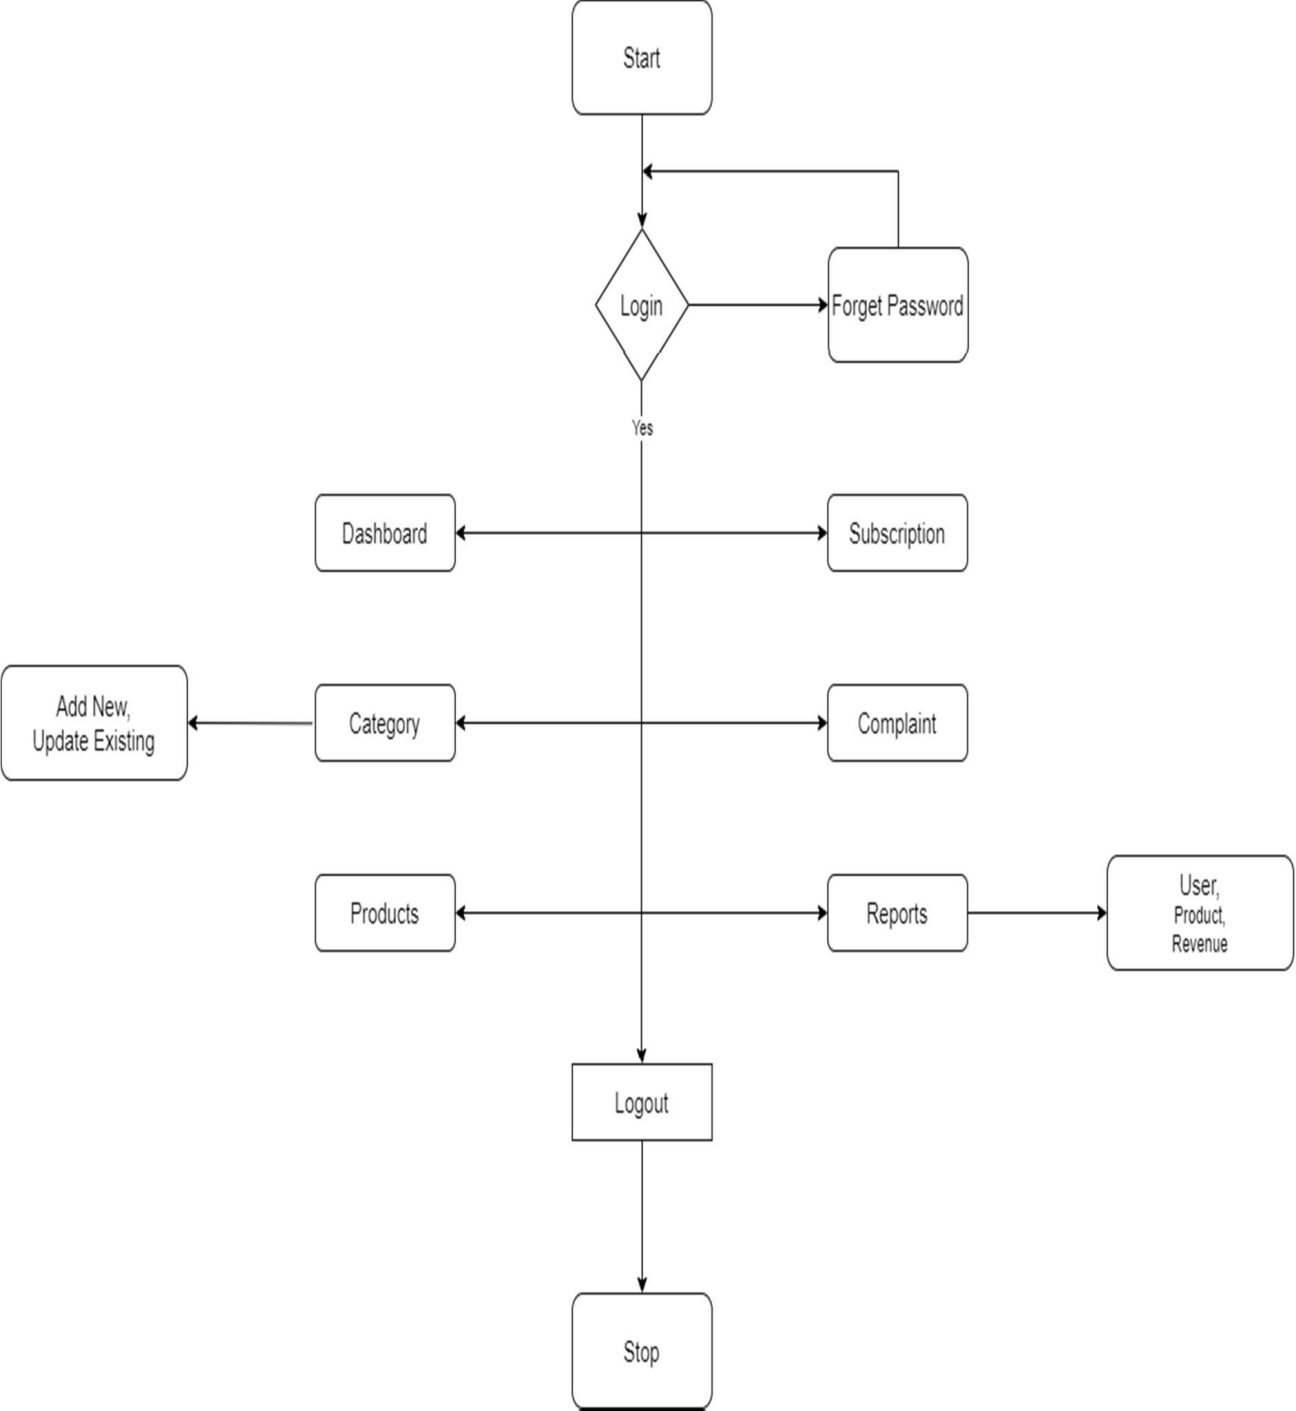 Start
Login
Forget Password
Yes
Dashboard
Subscription
Add New,
Update Existing
Category
Complaint
Products
Reports
User,
Product,
Revenue
Logout
Stop